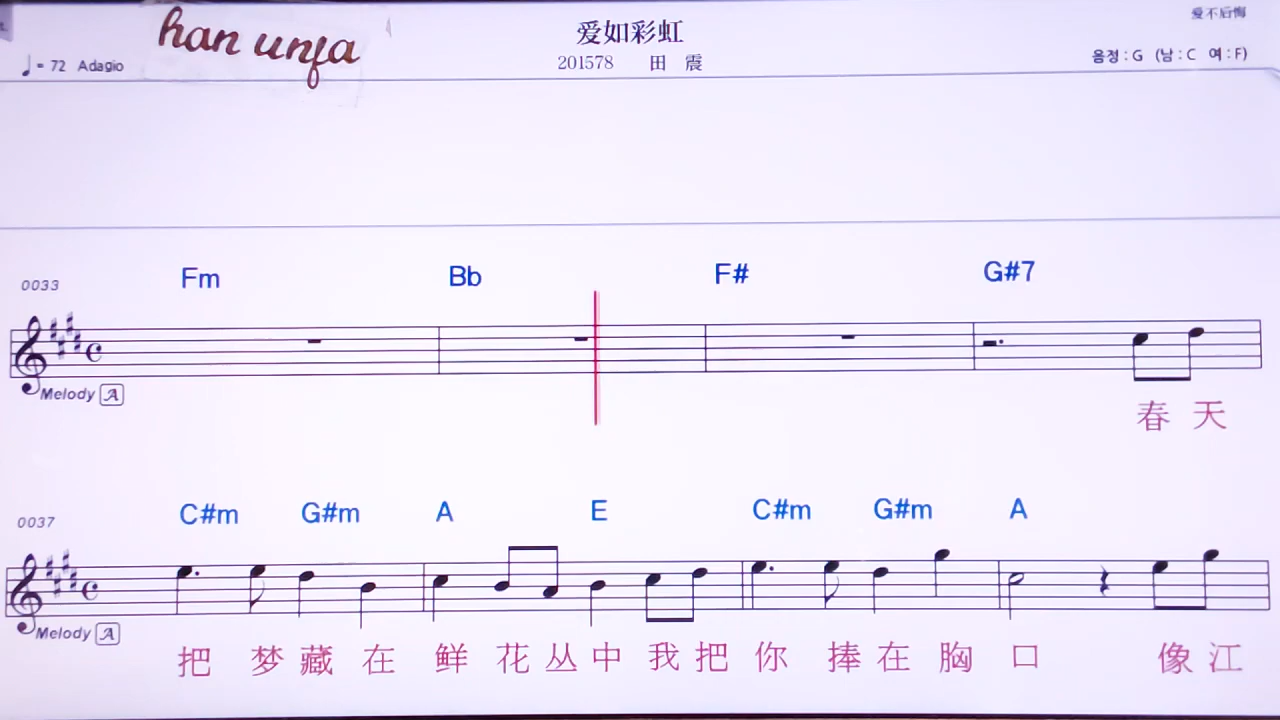 爱不后悔
han unfa
爱如彩虹
♩= 72 Adagio
201578 田 震
음정 : G (남 : C 여 : F)
0033 Fm Bb F# G#7
Melody A
春 天
0037 C#m G#m A E C#m G#m A
Melody A
把 梦 藏 在 鲜 花 丛 中 我 把 你 捧 在 胸 口 像 江